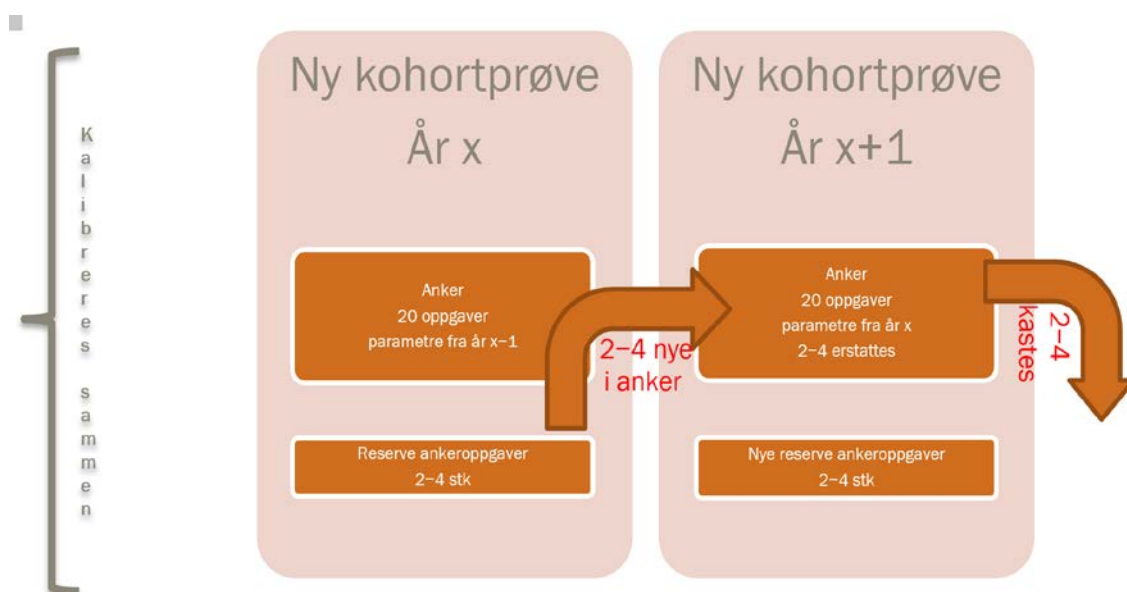 Kalibreres sammen
Ny kohortprøve
År x
Anker
20 oppgaver
parametre fra år x−1
Reserve ankeroppgaver
2−4 stk
2−4 nye
i anker
Ny kohortprøve
År x+1
Anker
20 oppgaver
parametre fra år x
2−4 erstattes
Nye reserve ankeroppgaver
2−4 stk
2−4
kastes